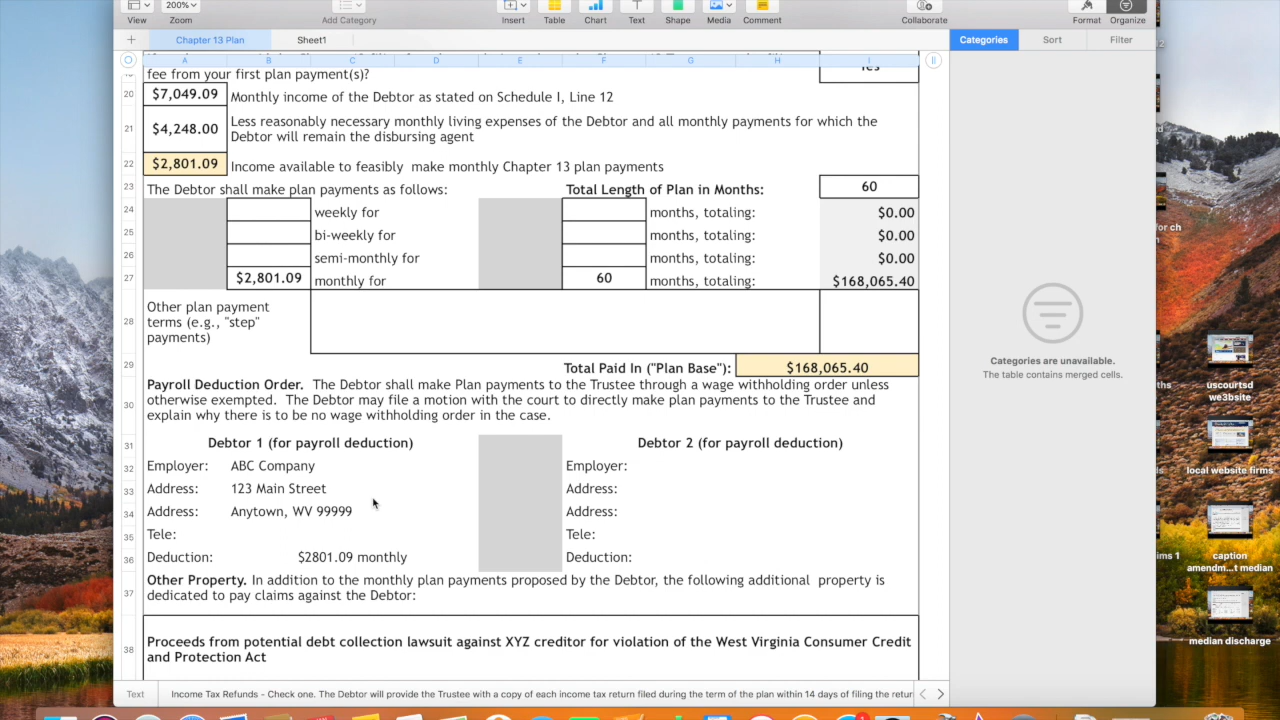 200%
View
Zoom
Add Category
Insert
Table
Chart
Text
Shape
Media
Comment
Collaborate
Format
Organize
Chapter 13 Plan
Sheet1
Categories
Sort
Filter
A B C D E F G H I
fee from your first plan payment(s)?
Yes
20 $7,049.09 Monthly income of the Debtor as stated on Schedule I, Line 12
21 $4,248.00 Less reasonably necessary monthly living expenses of the Debtor and all monthly payments for which the
Debtor will remain the disbursing agent
22 $2,801.09 Income available to feasibly make monthly Chapter 13 plan payments
23 The Debtor shall make plan payments as follows: Total Length of Plan in Months: 60
24 weekly for months, totaling: $0.00
25 bi-weekly for months, totaling: $0.00
26 semi-monthly for months, totaling: $0.00
27 $2,801.09 monthly for 60 months, totaling: $168,065.40
28 Other plan payment
terms (e.g., "step"
payments)
29 Total Paid In ("Plan Base"): $168,065.40
Payroll Deduction Order. The Debtor shall make Plan payments to the Trustee through a wage withholding order unless
30 otherwise exempted. The Debtor may file a motion with the court to directly make plan payments to the Trustee and
explain why there is to be no wage withholding order in the case.
31 Debtor 1 (for payroll deduction) Debtor 2 (for payroll deduction)
32 Employer: ABC Company Employer:
33 Address: 123 Main Street Address:
34 Address: Anytown, WV 99999 Address:
35 Tele: Tele:
36 Deduction: $2801.09 monthly Deduction:
37 Other Property. In addition to the monthly plan payments proposed by the Debtor, the following additional property is
dedicated to pay claims against the Debtor:
38 Proceeds from potential debt collection lawsuit against XYZ creditor for violation of the West Virginia Consumer Credit
and Protection Act
Text
Income Tax Refunds - Check one. The Debtor will provide the Trustee with a copy of each income tax return filed during the term of the plan within 14 days of filing the retur
Categories are unavailable.
The table contains merged cells.
for ch
uscourtsd
we3bsite
local website firms
ims 1
caption
amendm...t median
median discharge